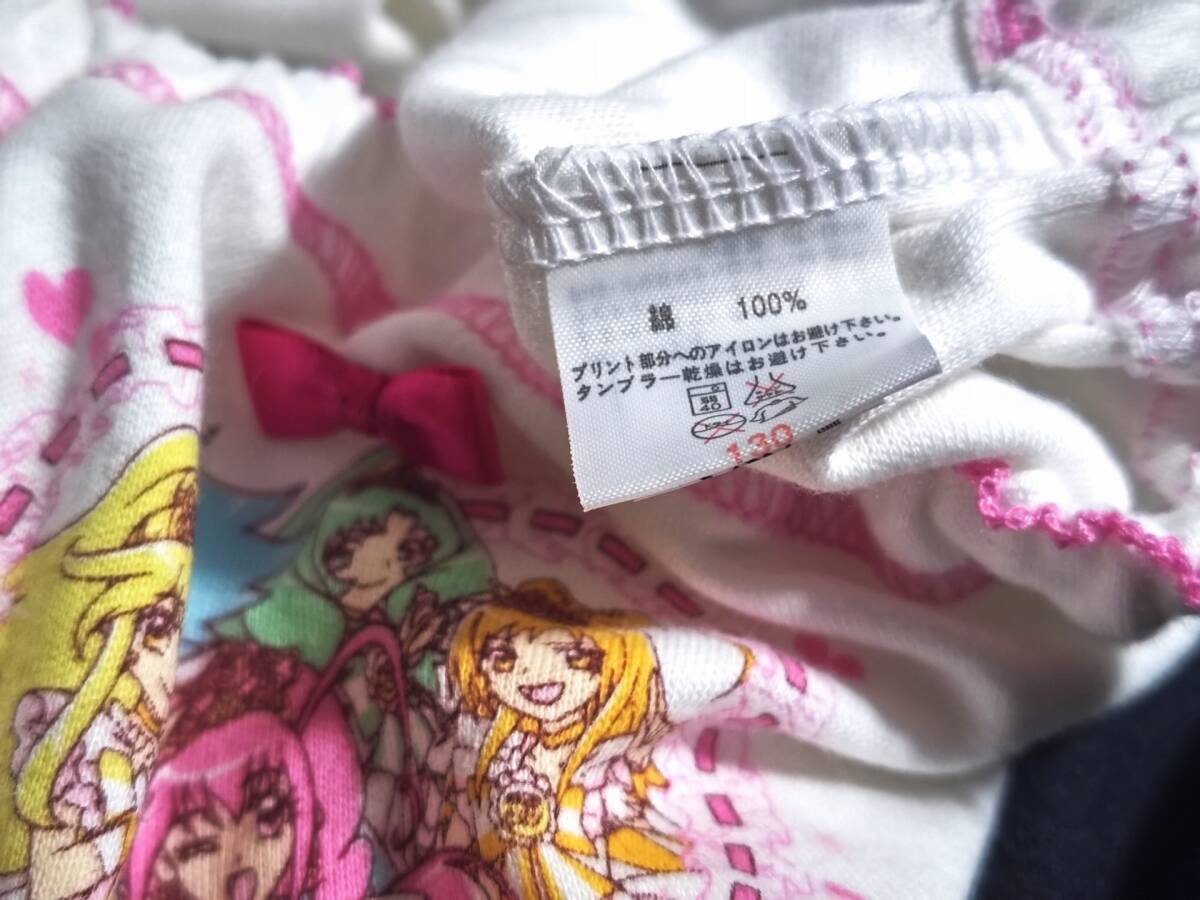 綿 100%
プリント部分へのアイロンはお避け下さい。
タンブラー乾燥はお避け下さい。
40
130